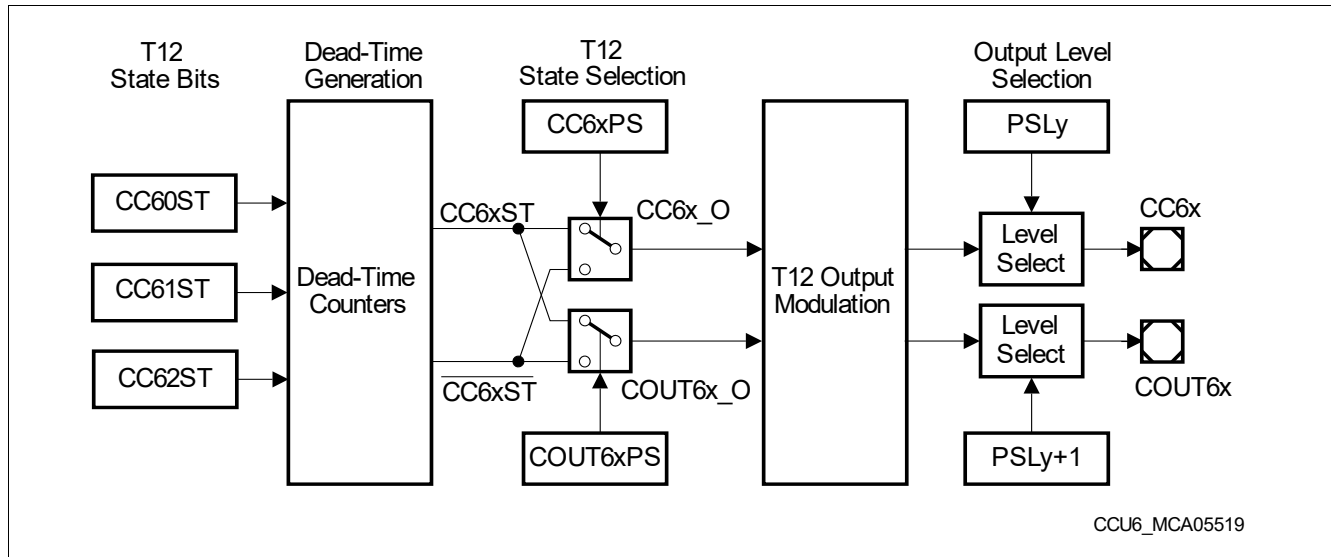 T12
State Bits
Dead-Time
Generation
T12
State Selection
Output Level
Selection
CC6xPS
PSLy
CC60ST
CC61ST
CC62ST
Dead-Time
Counters
CC6xST
CC6xST
CC6x_O
COUT6x_O
T12 Output
Modulation
Level
Select
Level
Select
CC6x
COUT6x
COUT6xPS
PSLy+1
CCU6_MCA05519